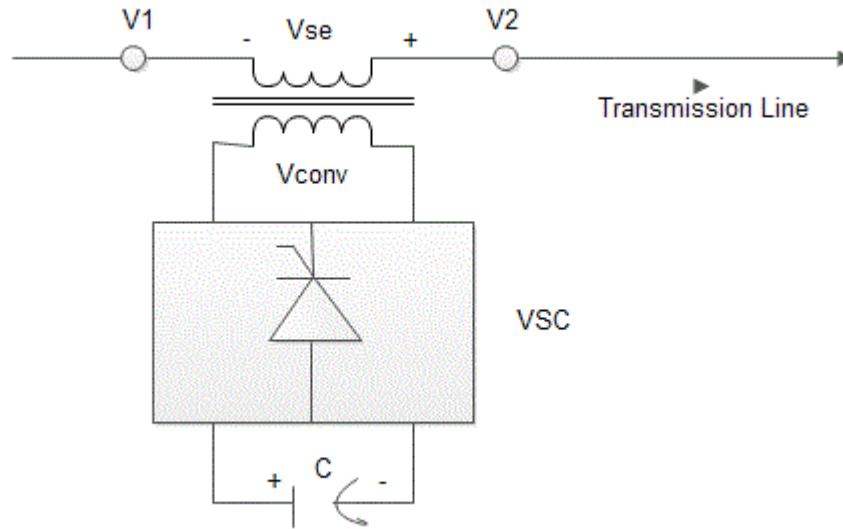 V1
Vse
V2
-
+
Transmission Line
Vconv
VSC
C
+
-